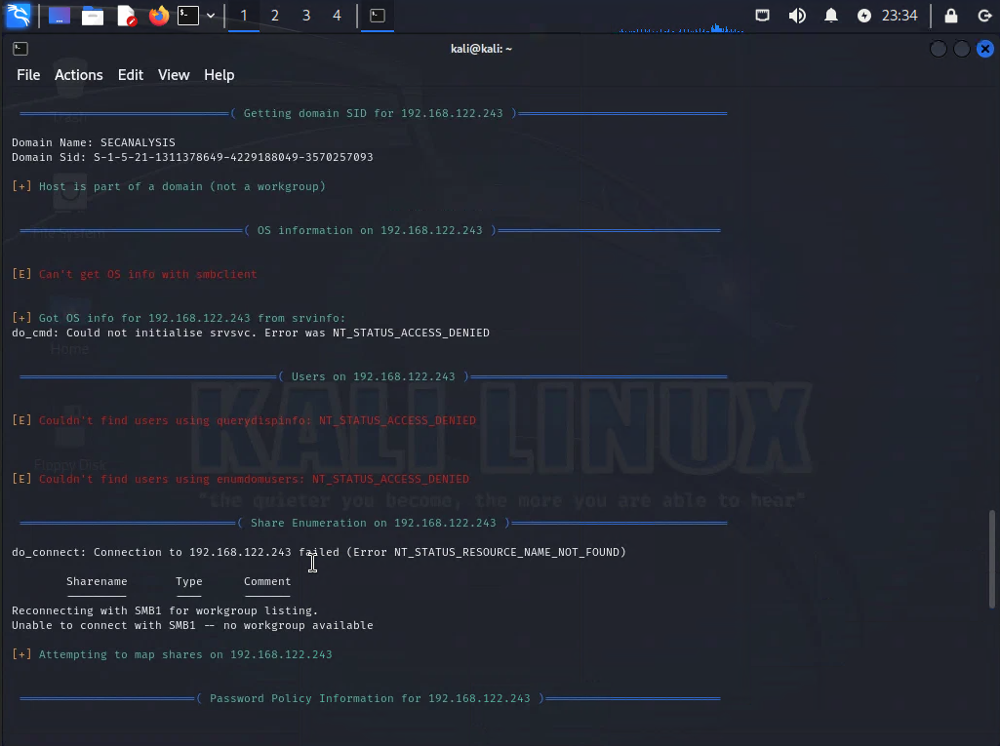 1 2 3 4 23:34
kali@kali: ~
File Actions Edit View Help
( Getting domain SID for 192.168.122.243 )
Trash
Domain Name: SECANALYSIS
Domain Sid: S-1-5-21-1311378649-4229188049-3570257093
[+] Host is part of a domain (not a workgroup)
( OS information on 192.168.122.243 )
File System
[E] Can't get OS info with smbclient
[+] Got OS info for 192.168.122.243 from srvinfo:
do_cmd: Could not initialise srvsvc. Error was NT_STATUS_ACCESS_DENIED
Home
( Users on 192.168.122.243 )
KALI LINUX
[E] Couldn't find users using querydispinfo: NT_STATUS_ACCESS_DENIED
Floppy Disk
[E] Couldn't find users using enumdomusers: NT_STATUS_ACCESS_DENIED
"the quieter you become, the more you are able to hear"
( Share Enumeration on 192.168.122.243 )
do_connect: Connection to 192.168.122.243 failed (Error NT_STATUS_RESOURCE_NAME_NOT_FOUND)
Sharename Type Comment
Reconnecting with SMB1 for workgroup listing.
Unable to connect with SMB1 -- no workgroup available
[+] Attempting to map shares on 192.168.122.243
( Password Policy Information for 192.168.122.243 )